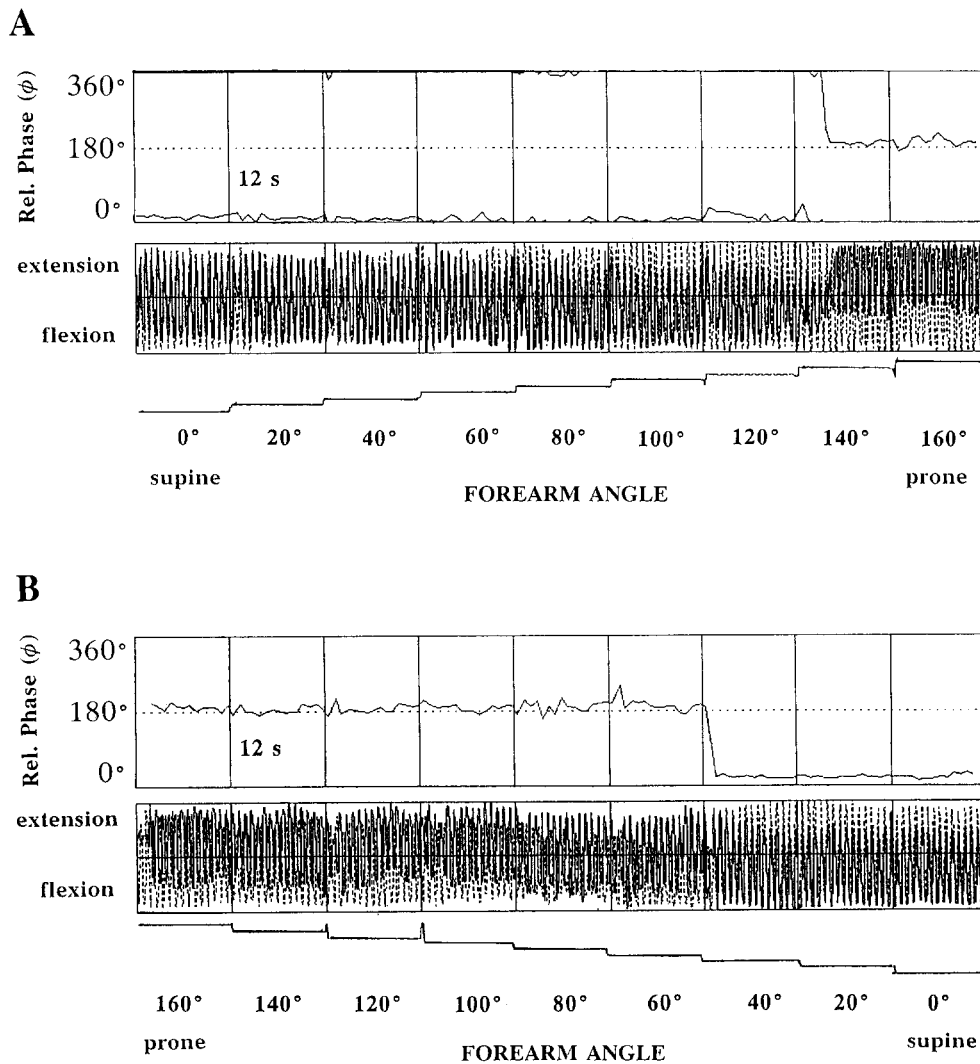 A
Rel. Phase (ϕ)
360°
180°
0°
12 s
extension
flexion
0° 20° 40° 60° 80° 100° 120° 140° 160°
supine prone
FOREARM ANGLE
B
Rel. Phase (ϕ)
360°
180°
0°
12 s
extension
flexion
160° 140° 120° 100° 80° 60° 40° 20° 0°
prone supine
FOREARM ANGLE